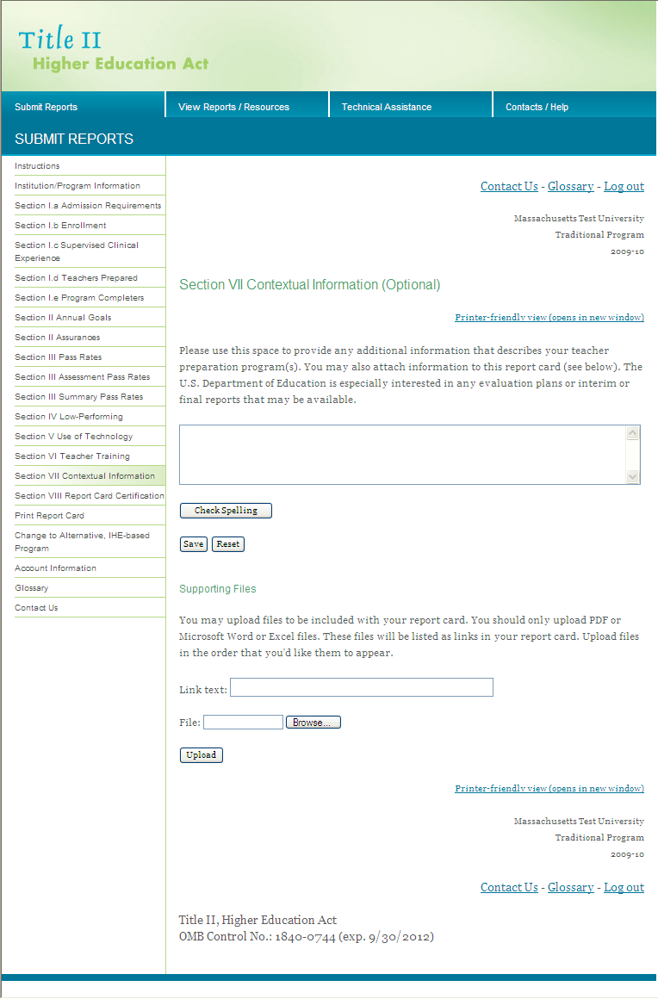 Title II
Higher Education Act
Submit Reports
View Reports / Resources
Technical Assistance
Contacts / Help
SUBMIT REPORTS
Instructions
Institution/Program Information
Section I.a Admission Requirements
Section I.b Enrollment
Section I.c Supervised Clinical
Experience
Section I.d Teachers Prepared
Section I.e Program Completers
Section II Annual Goals
Section II Assurances
Section III Pass Rates
Section III Assessment Pass Rates
Section III Summary Pass Rates
Section IV Low-Performing
Section V Use of Technology
Section VI Teacher Training
Section VII Contextual Information
Section VIII Report Card Certification
Print Report Card
Change to Alternative, IHE-based
Program
Account Information
Glossary
Contact Us
Contact Us - Glossary - Log out
Massachusetts Test University
Traditional Program
2009-10
Section VII Contextual Information (Optional)
Printer-friendly view (opens in new window)
Please use this space to provide any additional information that describes your teacher
preparation program(s). You may also attach information to this report card (see below). The
U.S. Department of Education is especially interested in any evaluation plans or interim or
final reports that may be available.
Check Spelling
Save Reset
Supporting Files
You may upload files to be included with your report card. You should only upload PDF or
Microsoft Word or Excel files. These files will be listed as links in your report card. Upload files
in the order that you'd like them to appear.
Link text:
File: Browse...
Upload
Printer-friendly view (opens in new window)
Massachusetts Test University
Traditional Program
2009-10
Contact Us - Glossary - Log out
Title II, Higher Education Act
OMB Control No.: 1840-0744 (exp. 9/30/2012)